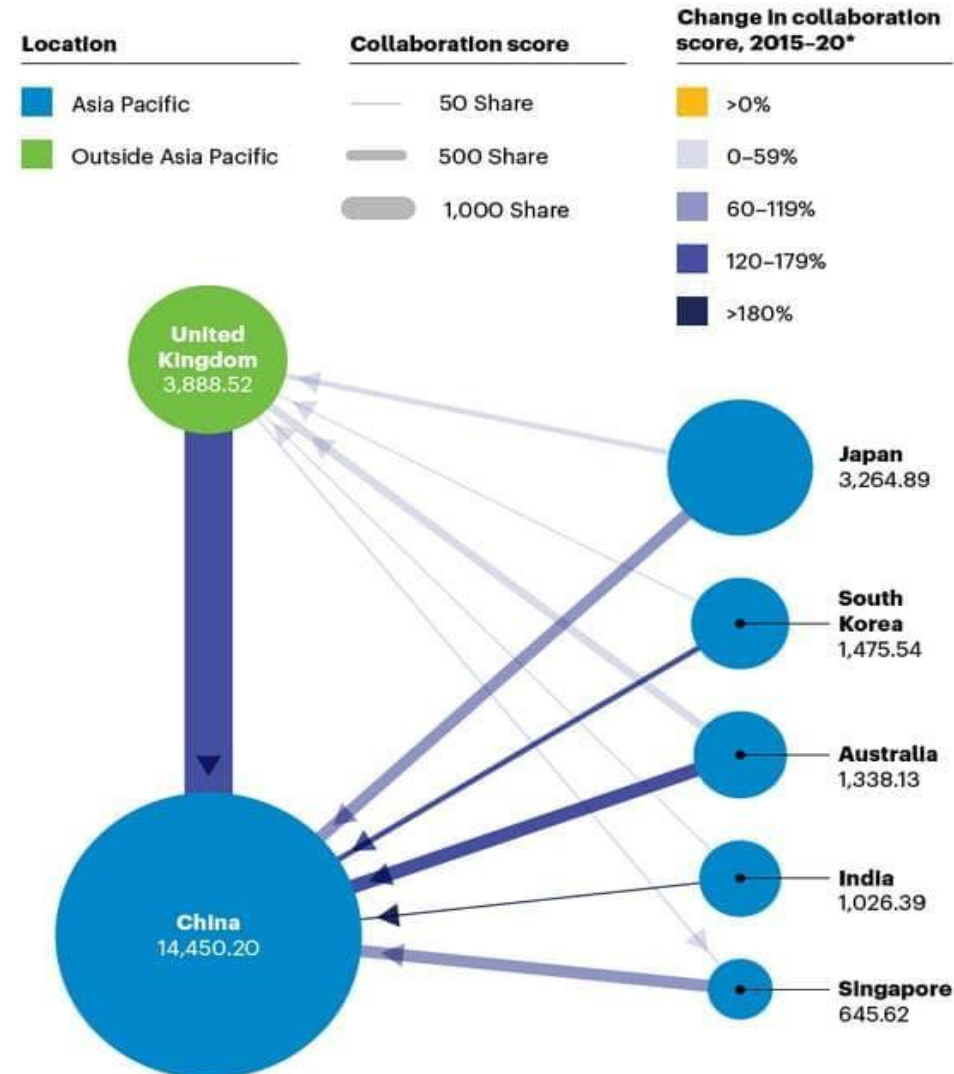 Location
Asia Pacific
Outside Asia Pacific
Collaboration score
50 Share
500 Share
1,000 Share
Change in collaboration
score, 2015–20*
>0%
0–59%
60–119%
120–179%
>180%
United
Kingdom
3,888.52
Japan
3,264.89
South
Korea
1,475.54
Australia
1,338.13
India
1,026.39
China
14,450.20
Singapore
645.62